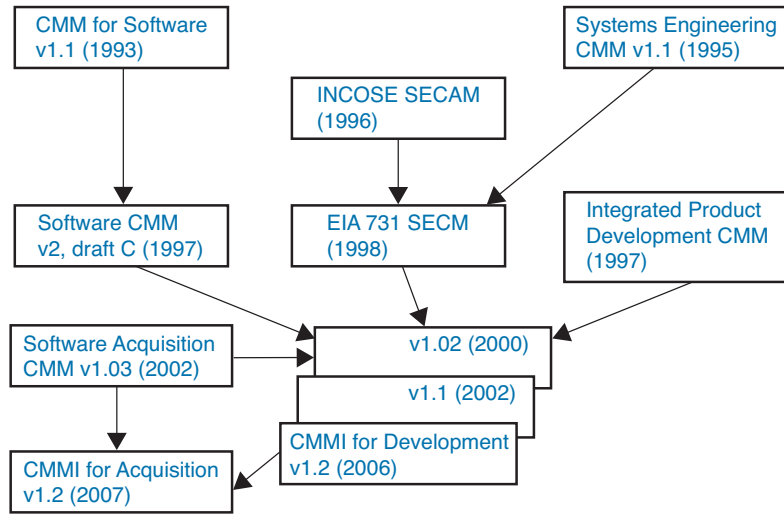 CMM for Software
v1.1 (1993)
Systems Engineering
CMM v1.1 (1995)
INCOSE SECAM
(1996)
Software CMM
v2, draft C (1997)
EIA 731 SECM
(1998)
Integrated Product
Development CMM
(1997)
Software Acquisition
CMM v1.03 (2002)
v1.02 (2000)
v1.1 (2002)
CMMI for Development
v1.2 (2006)
CMMI for Acquisition
v1.2 (2007)